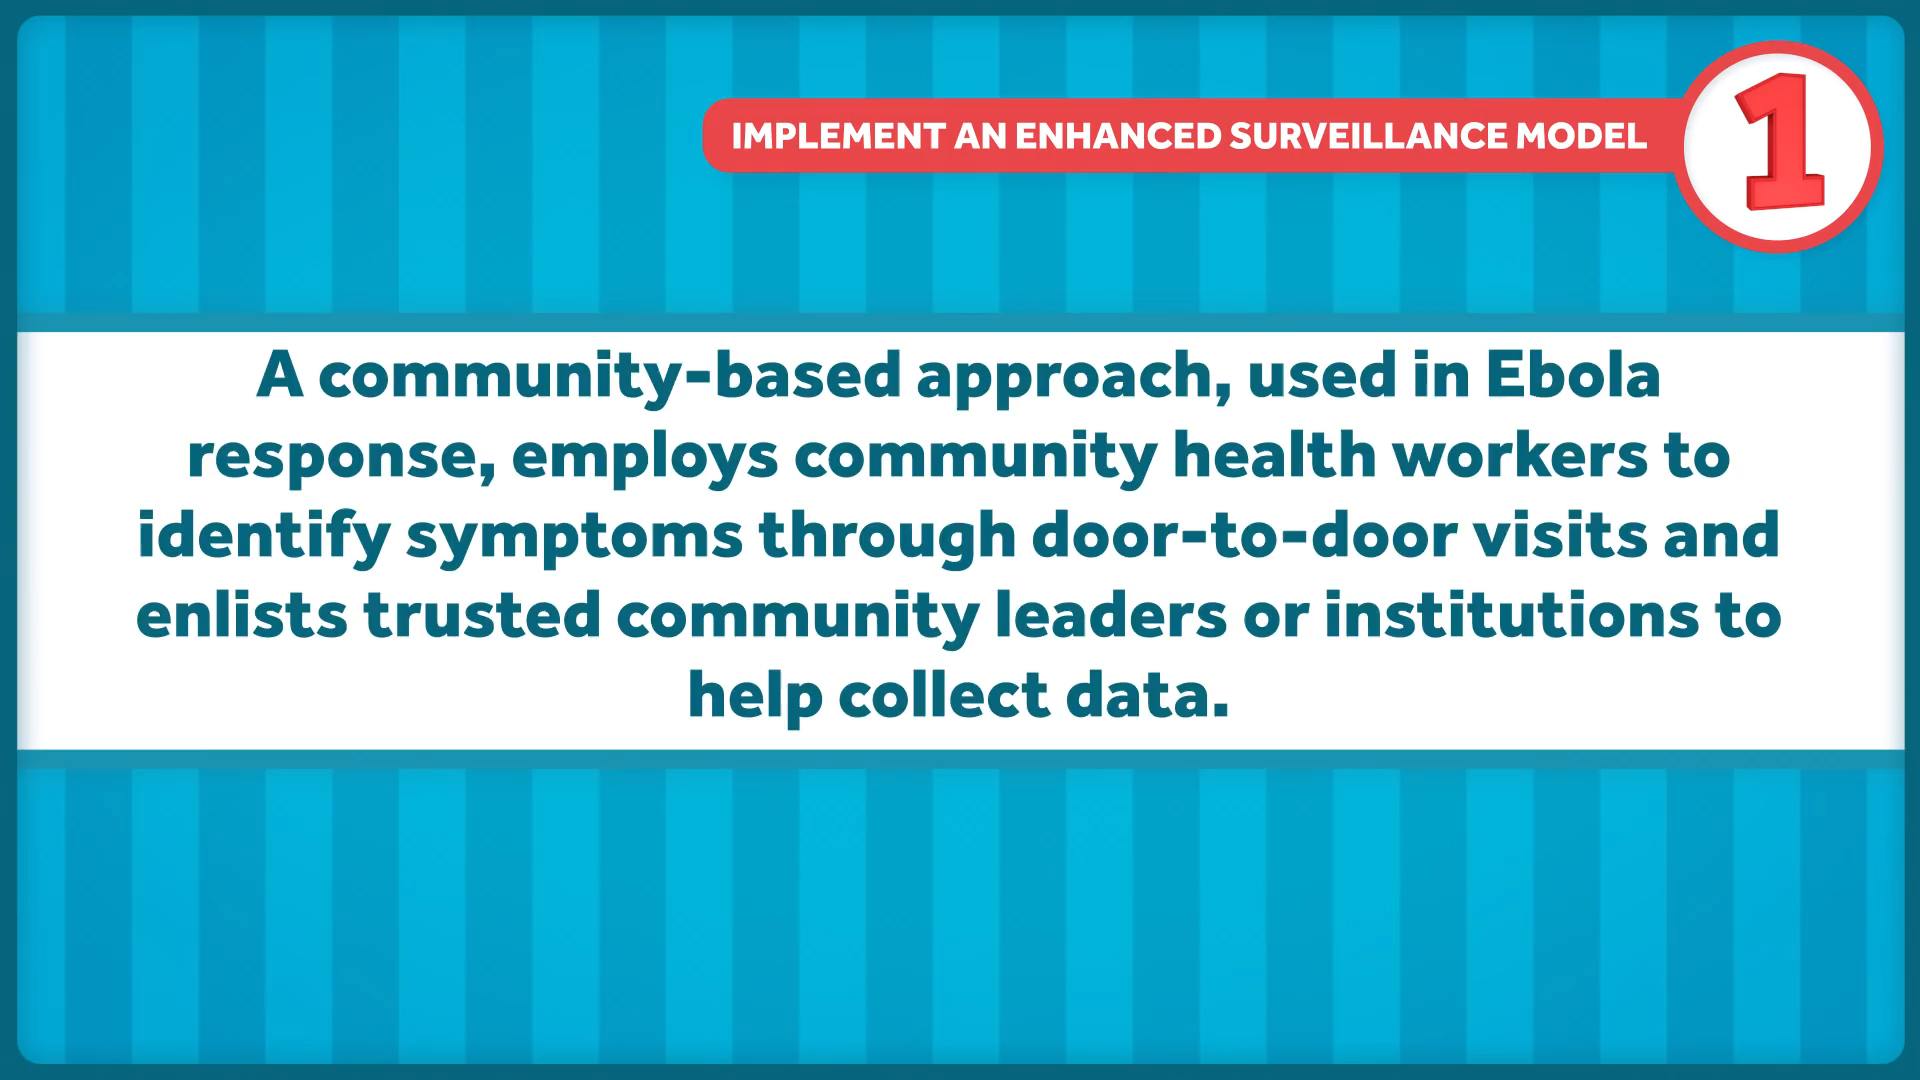 IMPLEMENT AN ENHANCED SURVEILLANCE MODEL
1
A community-based approach, used in Ebola
response, employs community health workers to
identify symptoms through door-to-door visits and
enlists trusted community leaders or institutions to
help collect data.